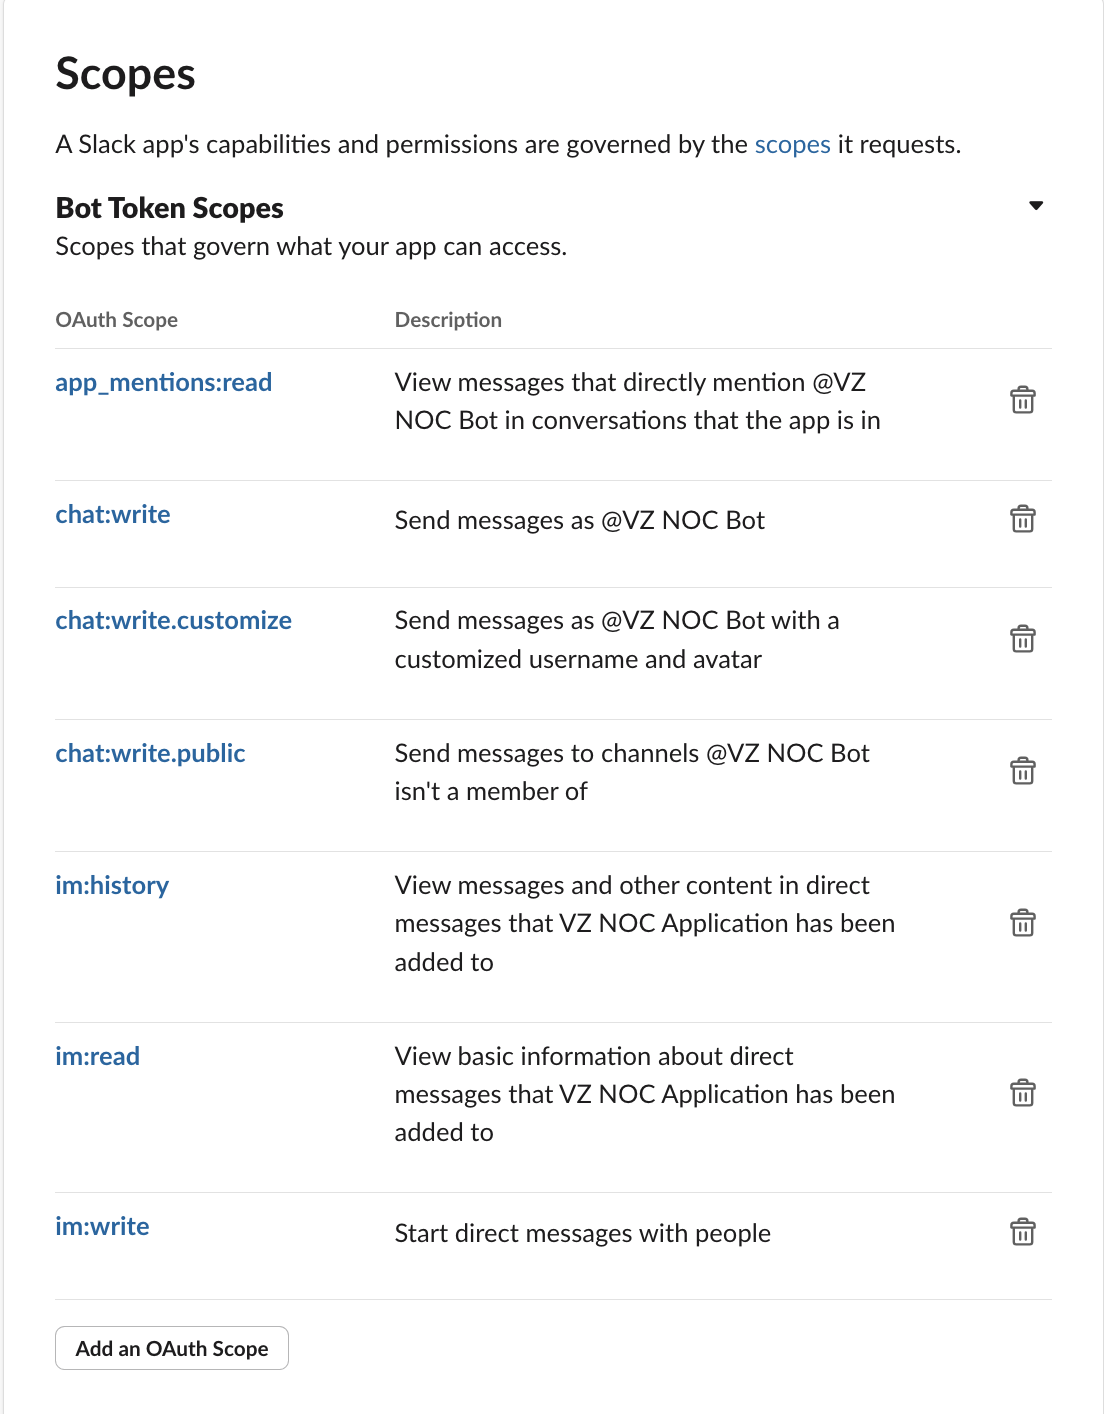 Scopes
A Slack app's capabilities and permissions are governed by the scopes it requests.
Bot Token Scopes
Scopes that govern what your app can access.
OAuth Scope Description
app_mentions:read View messages that directly mention @VZ
NOC Bot in conversations that the app is in
chat:write Send messages as @VZ NOC Bot
chat:write.customize Send messages as @VZ NOC Bot with a
customized username and avatar
chat:write.public Send messages to channels @VZ NOC Bot
isn't a member of
im:history View messages and other content in direct
messages that VZ NOC Application has been
added to
im:read View basic information about direct
messages that VZ NOC Application has been
added to
im:write Start direct messages with people
Add an OAuth Scope